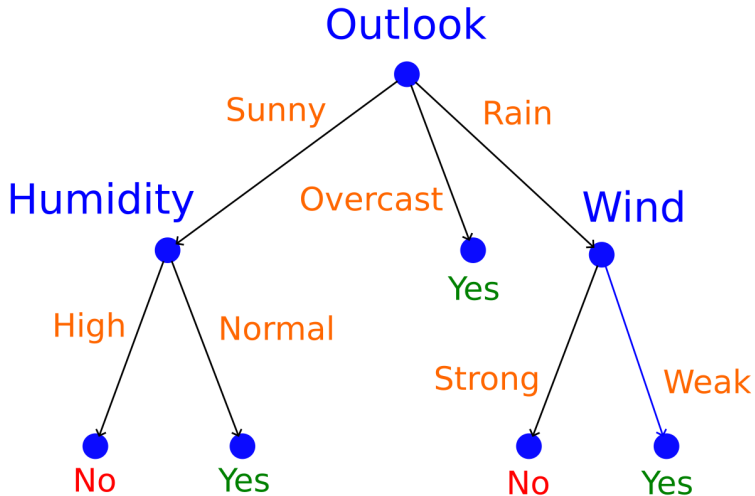 Outlook
Sunny
Rain
Humidity
Overcast
Wind
Yes
High
Normal
Strong
Weak
No
Yes
No
Yes